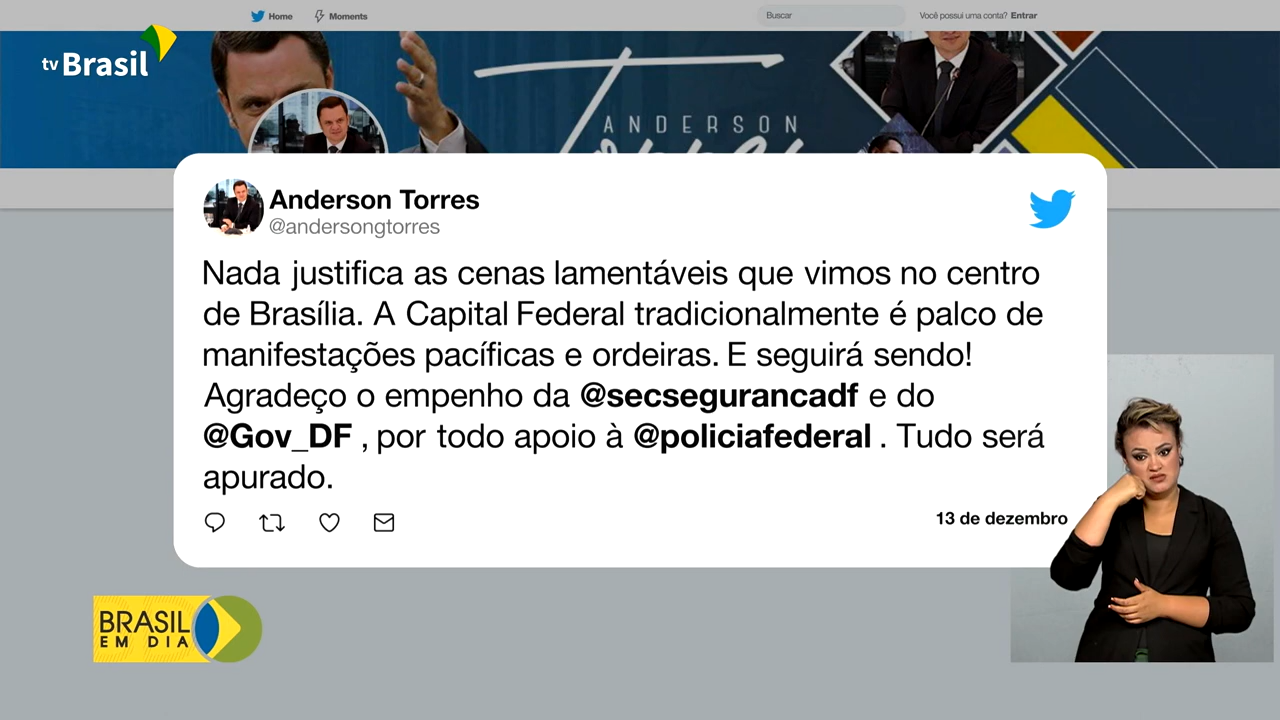 Home
Moments
Buscar
Você possui uma conta? Entrar
tv Brasil
ANDERSON
Torres
Anderson Torres
@andersongtorres
Nada justifica as cenas lamentáveis que vimos no centro
de Brasília. A Capital Federal tradicionalmente é palco de
manifestações pacíficas e ordeiras. E seguirá sendo!
Agradeço o empenho da @secsegurancadf e do
@Gov_DF , por todo apoio à @policiafederal . Tudo será
apurado.
13 de dezembro
BRASIL
EM DIA